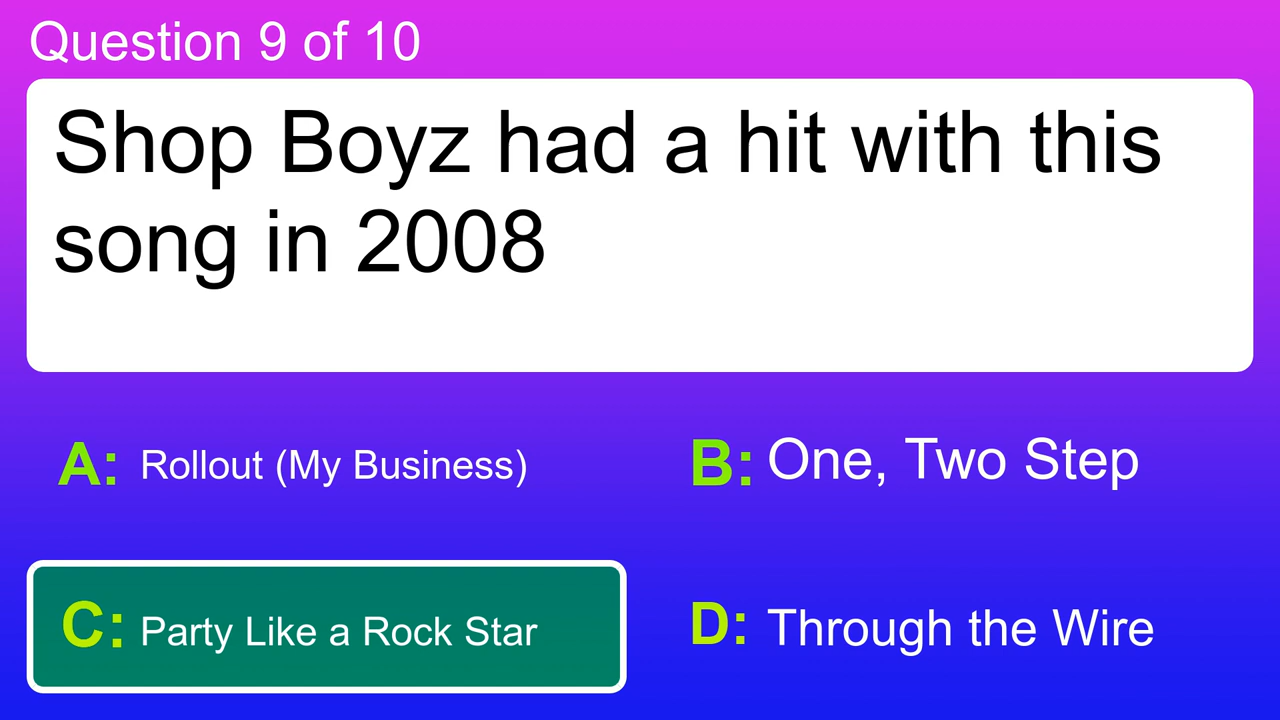 Question 9 of 10
Shop Boyz had a hit with this
song in 2008
A: Rollout (My Business)
B: One, Two Step
C: Party Like a Rock Star
D: Through the Wire